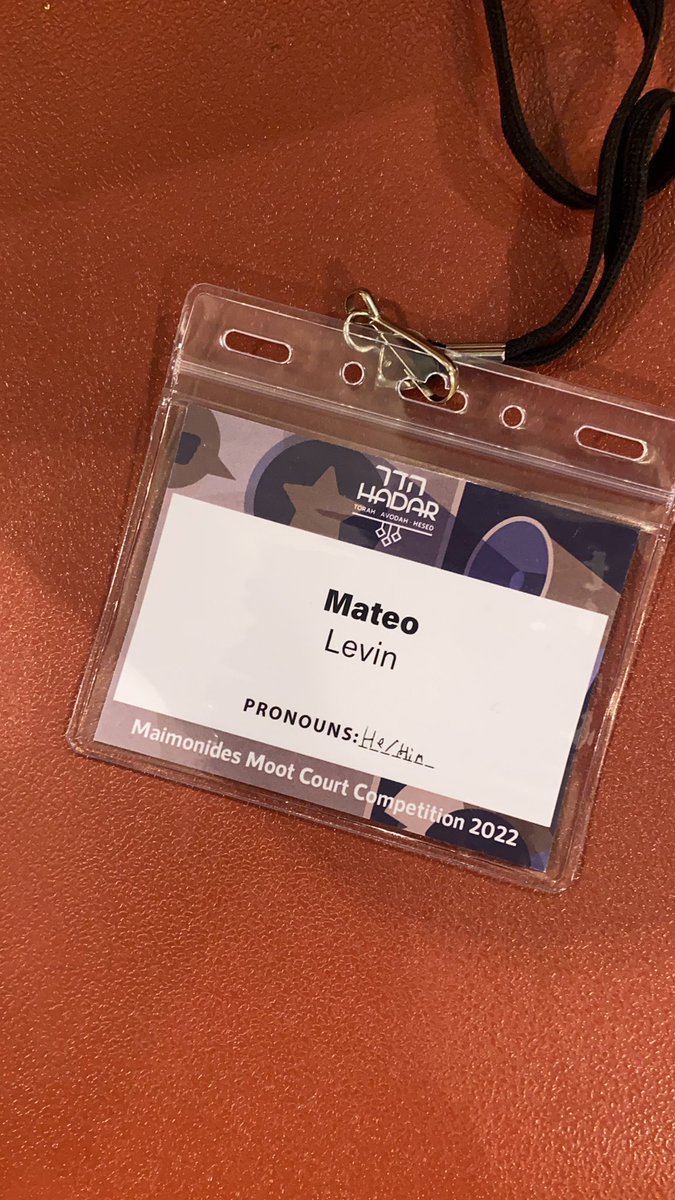 הדר
HADAR
TORAH · AVODAH · HESED
Mateo
Levin
PRONOUNS: He/Him
Maimonides Moot Court Competition 2022